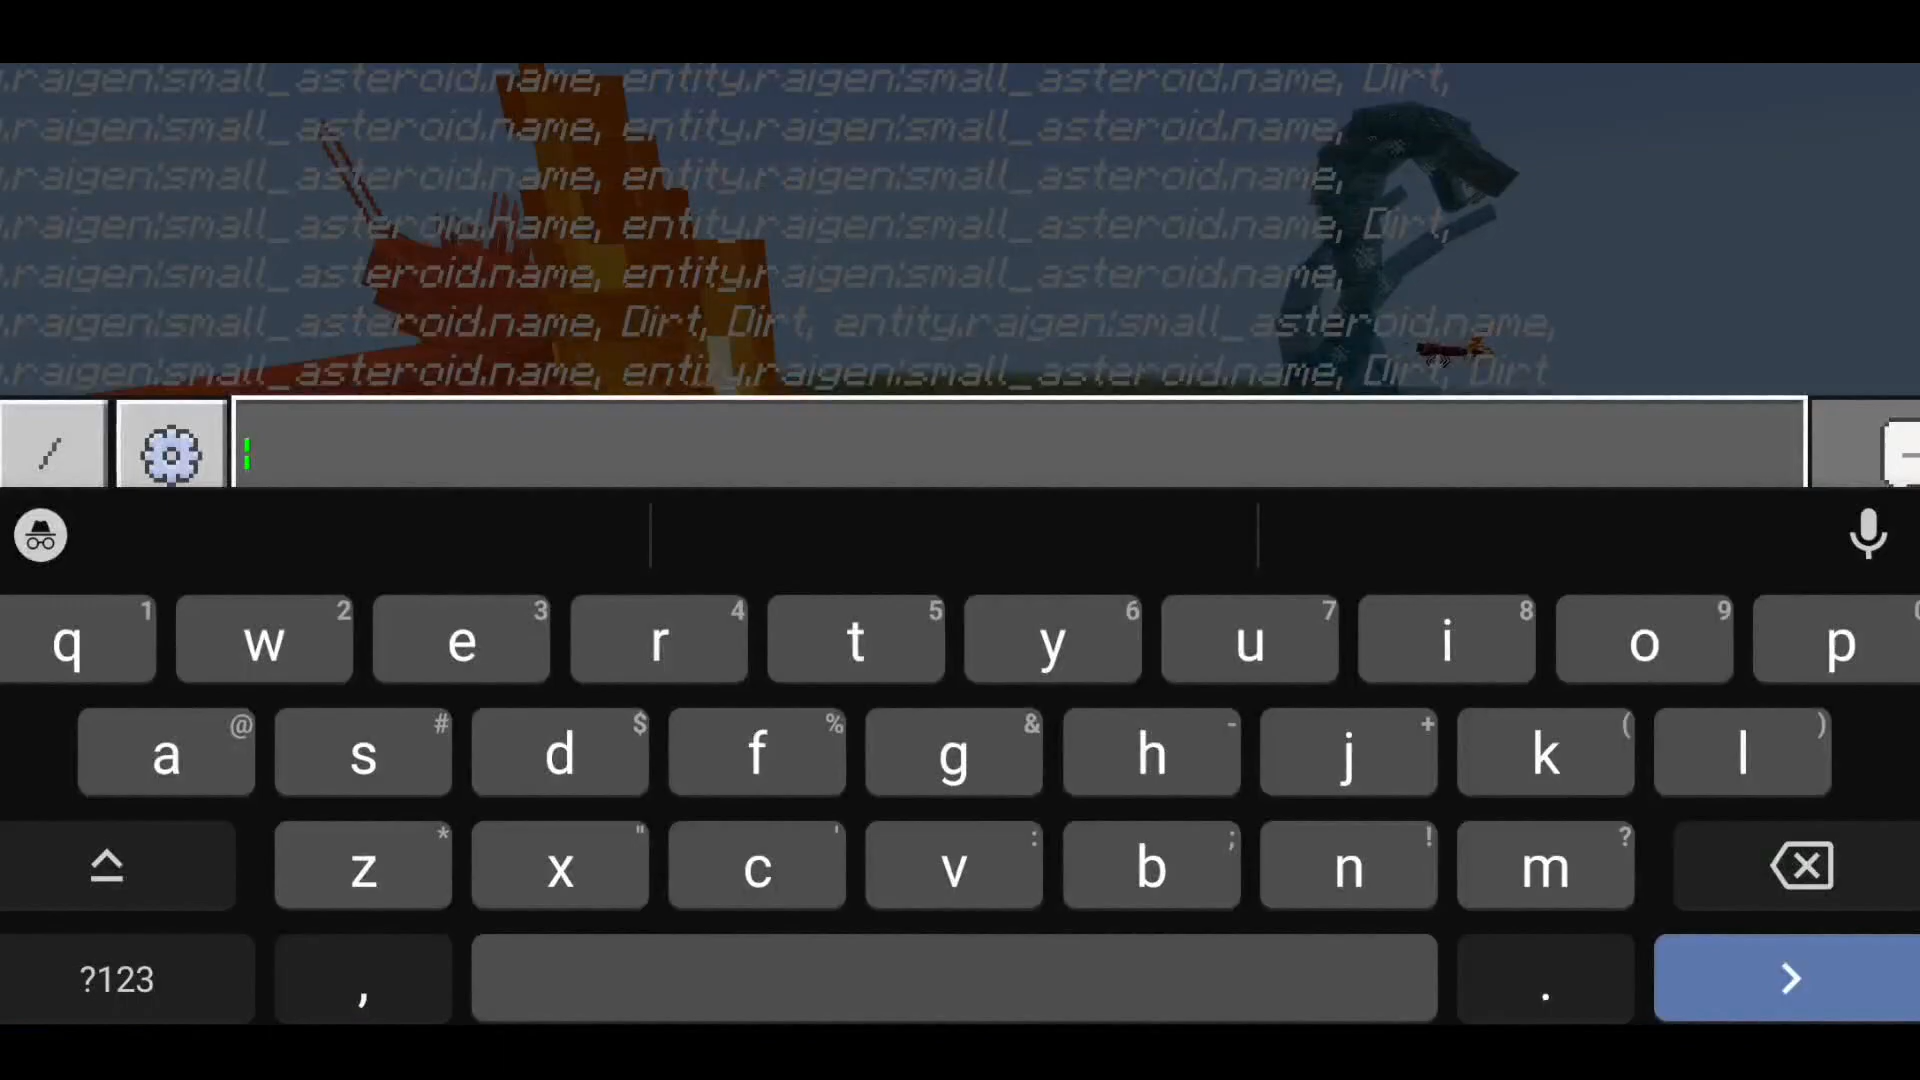 .raigen:small_asteroid.name, entity.raigen:small_asteroid.name, Dirt,
.raigen:small_asteroid.name, entity.raigen:small_asteroid.name,
.raigen:small_asteroid.name, entity.raigen:small_asteroid.name,
.raigen:small_asteroid.name, entity.raigen:small_asteroid.name, Dirt,
.raigen:small_asteroid.name, entity.raigen:small_asteroid.name,
.raigen:small_asteroid.name, Dirt, Dirt, entity.raigen:small_asteroid.name,
.raigen:small_asteroid.name, entity.raigen:small_asteroid.name, Dirt, Dirt
/
q 1 w 2 e 3 r 4 t 5 y 6 u 7 i 8 o 9 p 0
a @ s # d $ f % g & h - j + k ( l )
z * x " c ' v : b ; n ! m ?
?123 , .